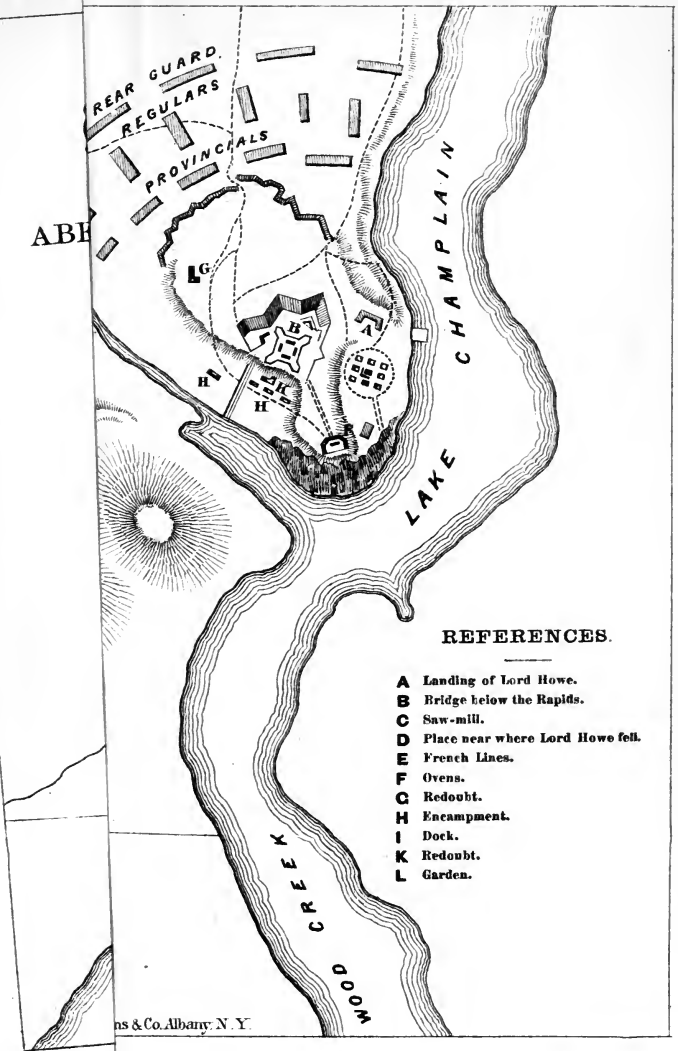 REAR GUARD.
REGULARS
PROVINCIALS
ABE
G
B
A
H
K
H
LAKE CHAMPLAIN
REFERENCES.
A Landing of Lord Howe.
B Bridge below the Rapids.
C Saw-mill.
D Place near where Lord Howe fell.
E French Lines.
F Ovens.
G Redoubt.
H Encampment.
I Dock.
K Redoubt.
L Garden.
WOOD CREEK
ns & Co. Albany. N. Y.